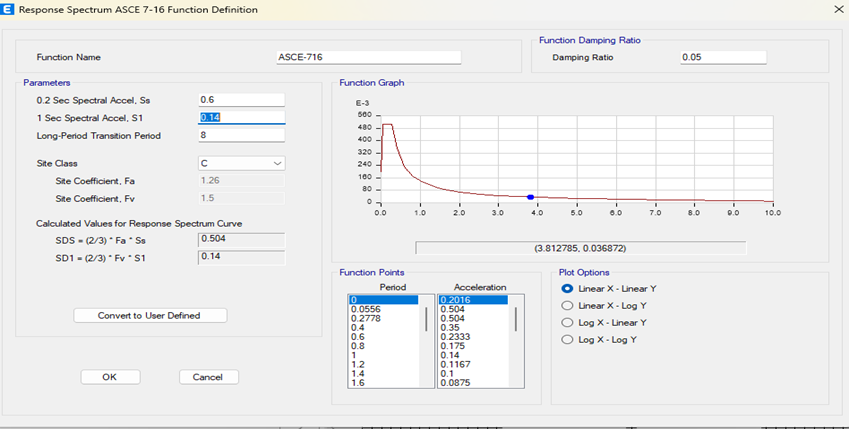 E Response Spectrum ASCE 7-16 Function Definition
Function Name ASCE-716
Function Damping Ratio
Damping Ratio 0.05
Parameters
0.2 Sec Spectral Accel, Ss 0.6
1 Sec Spectral Accel, S1 0.14
Long-Period Transition Period 8
Site Class C
Site Coefficient, Fa 1.26
Site Coefficient, Fv 1.5
Calculated Values for Response Spectrum Curve
SDS = (2/3) * Fa * Ss 0.504
SD1 = (2/3) * Fv * S1 0.14
Convert to User Defined
OK Cancel
Function Graph
E-3
560
480
400
320
240
160
80
0
0.0 1.0 2.0 3.0 4.0 5.0 6.0 7.0 8.0 9.0 10.0
(3.812785, 0.036872)
Function Points
Period Acceleration
0 0.2016
0.0556 0.504
0.2778 0.504
0.4 0.35
0.6 0.2333
0.8 0.175
1 0.14
1.2 0.1167
1.4 0.1
1.6 0.0875
Plot Options
Linear X - Linear Y
Linear X - Log Y
Log X - Linear Y
Log X - Log Y